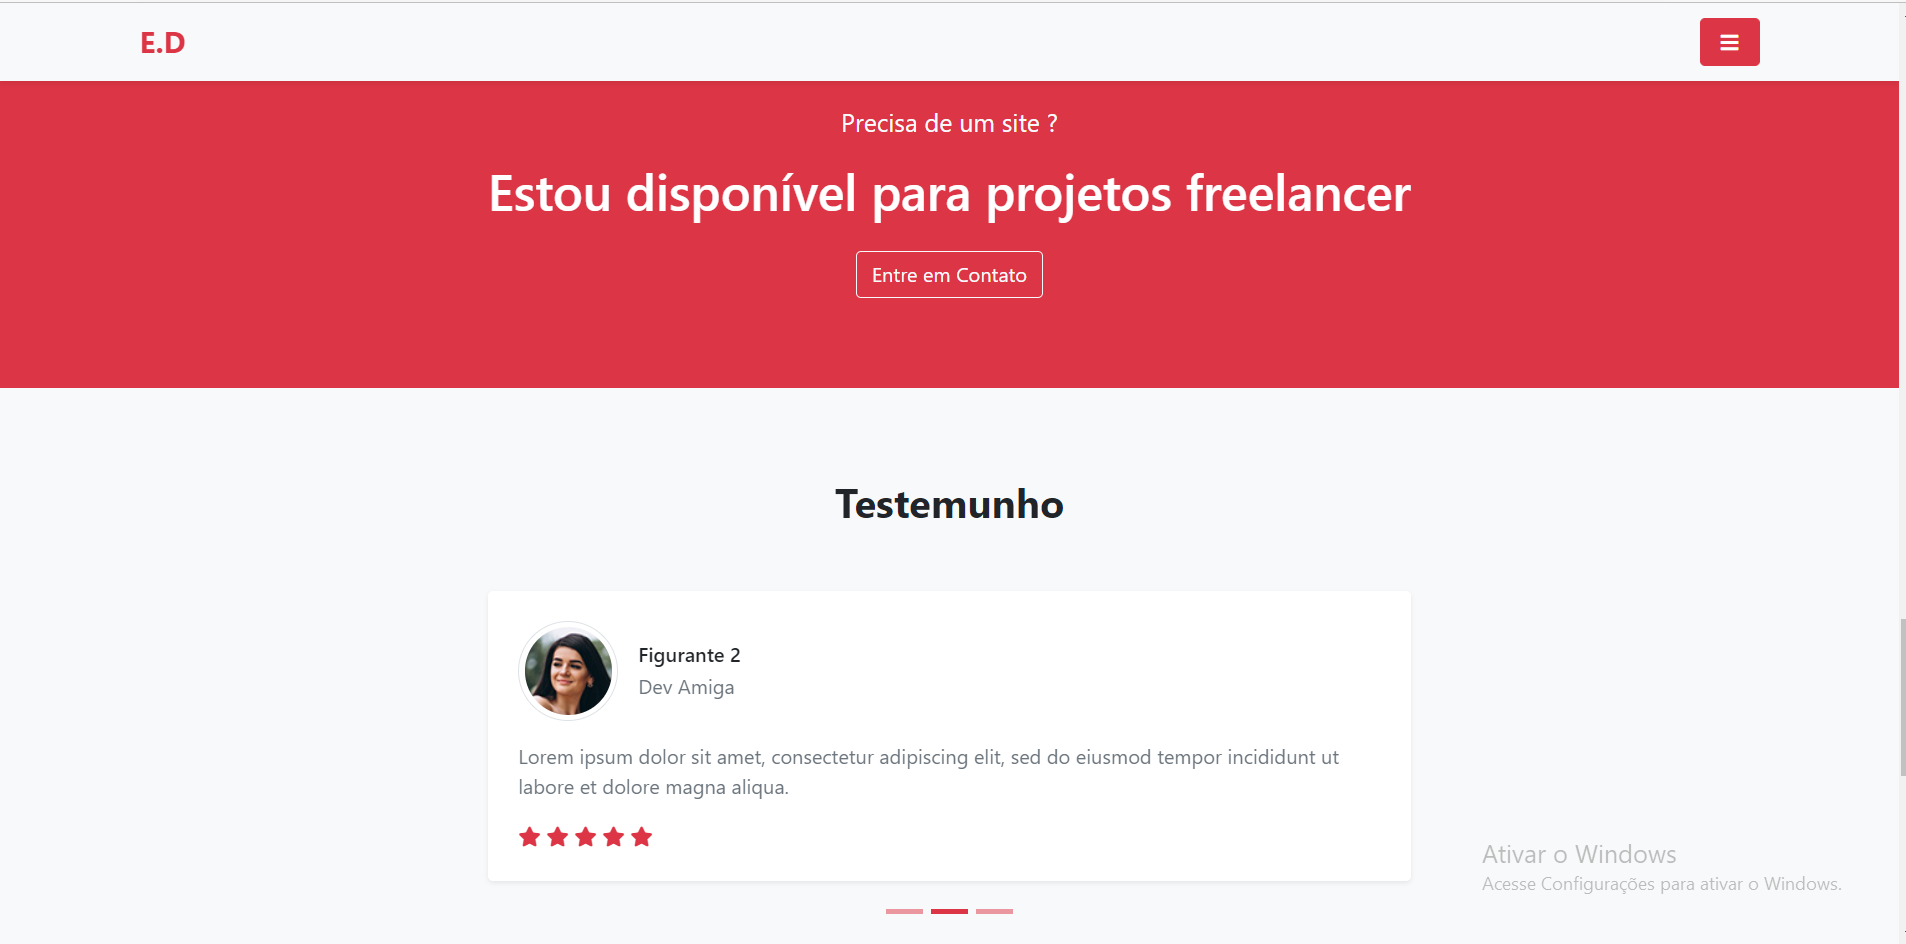 E.D
Precisa de um site ?
Estou disponível para projetos freelancer
Entre em Contato
Testemunho
Figurante 2
Dev Amiga
Lorem ipsum dolor sit amet, consectetur adipiscing elit, sed do eiusmod tempor incididunt ut
labore et dolore magna aliqua.
Ativar o Windows
Acesse Configurações para ativar o Windows.